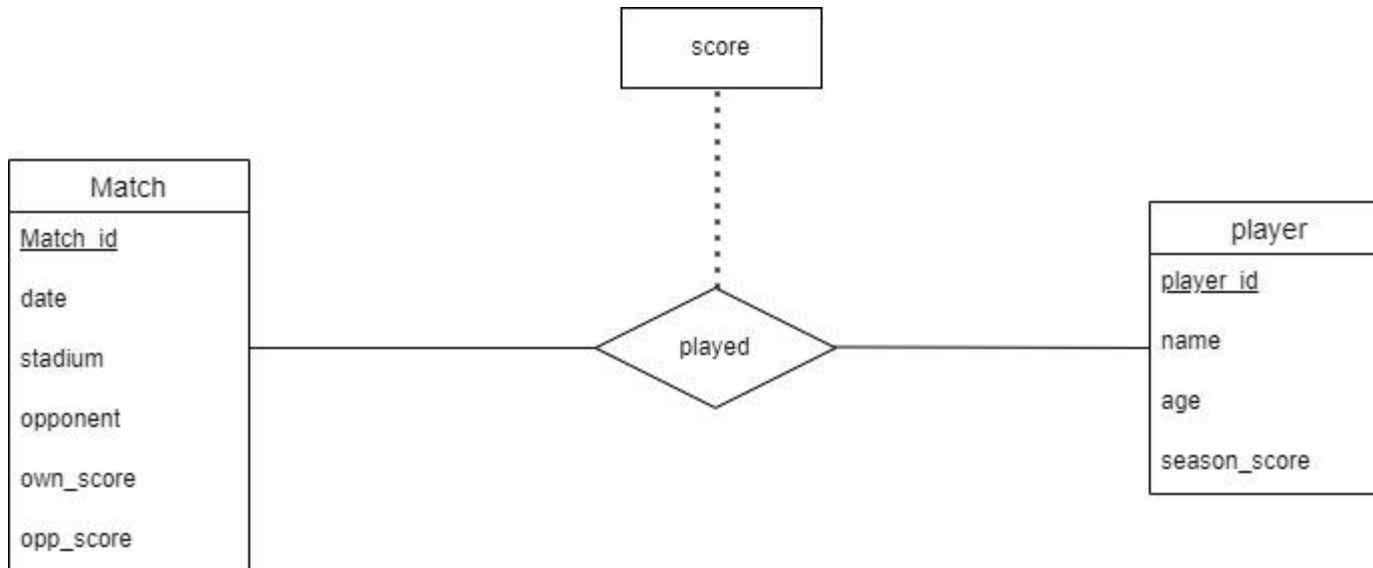 score
Match
Match_id
date
stadium
opponent
own_score
opp_score
played
player
player_id
name
age
season_score